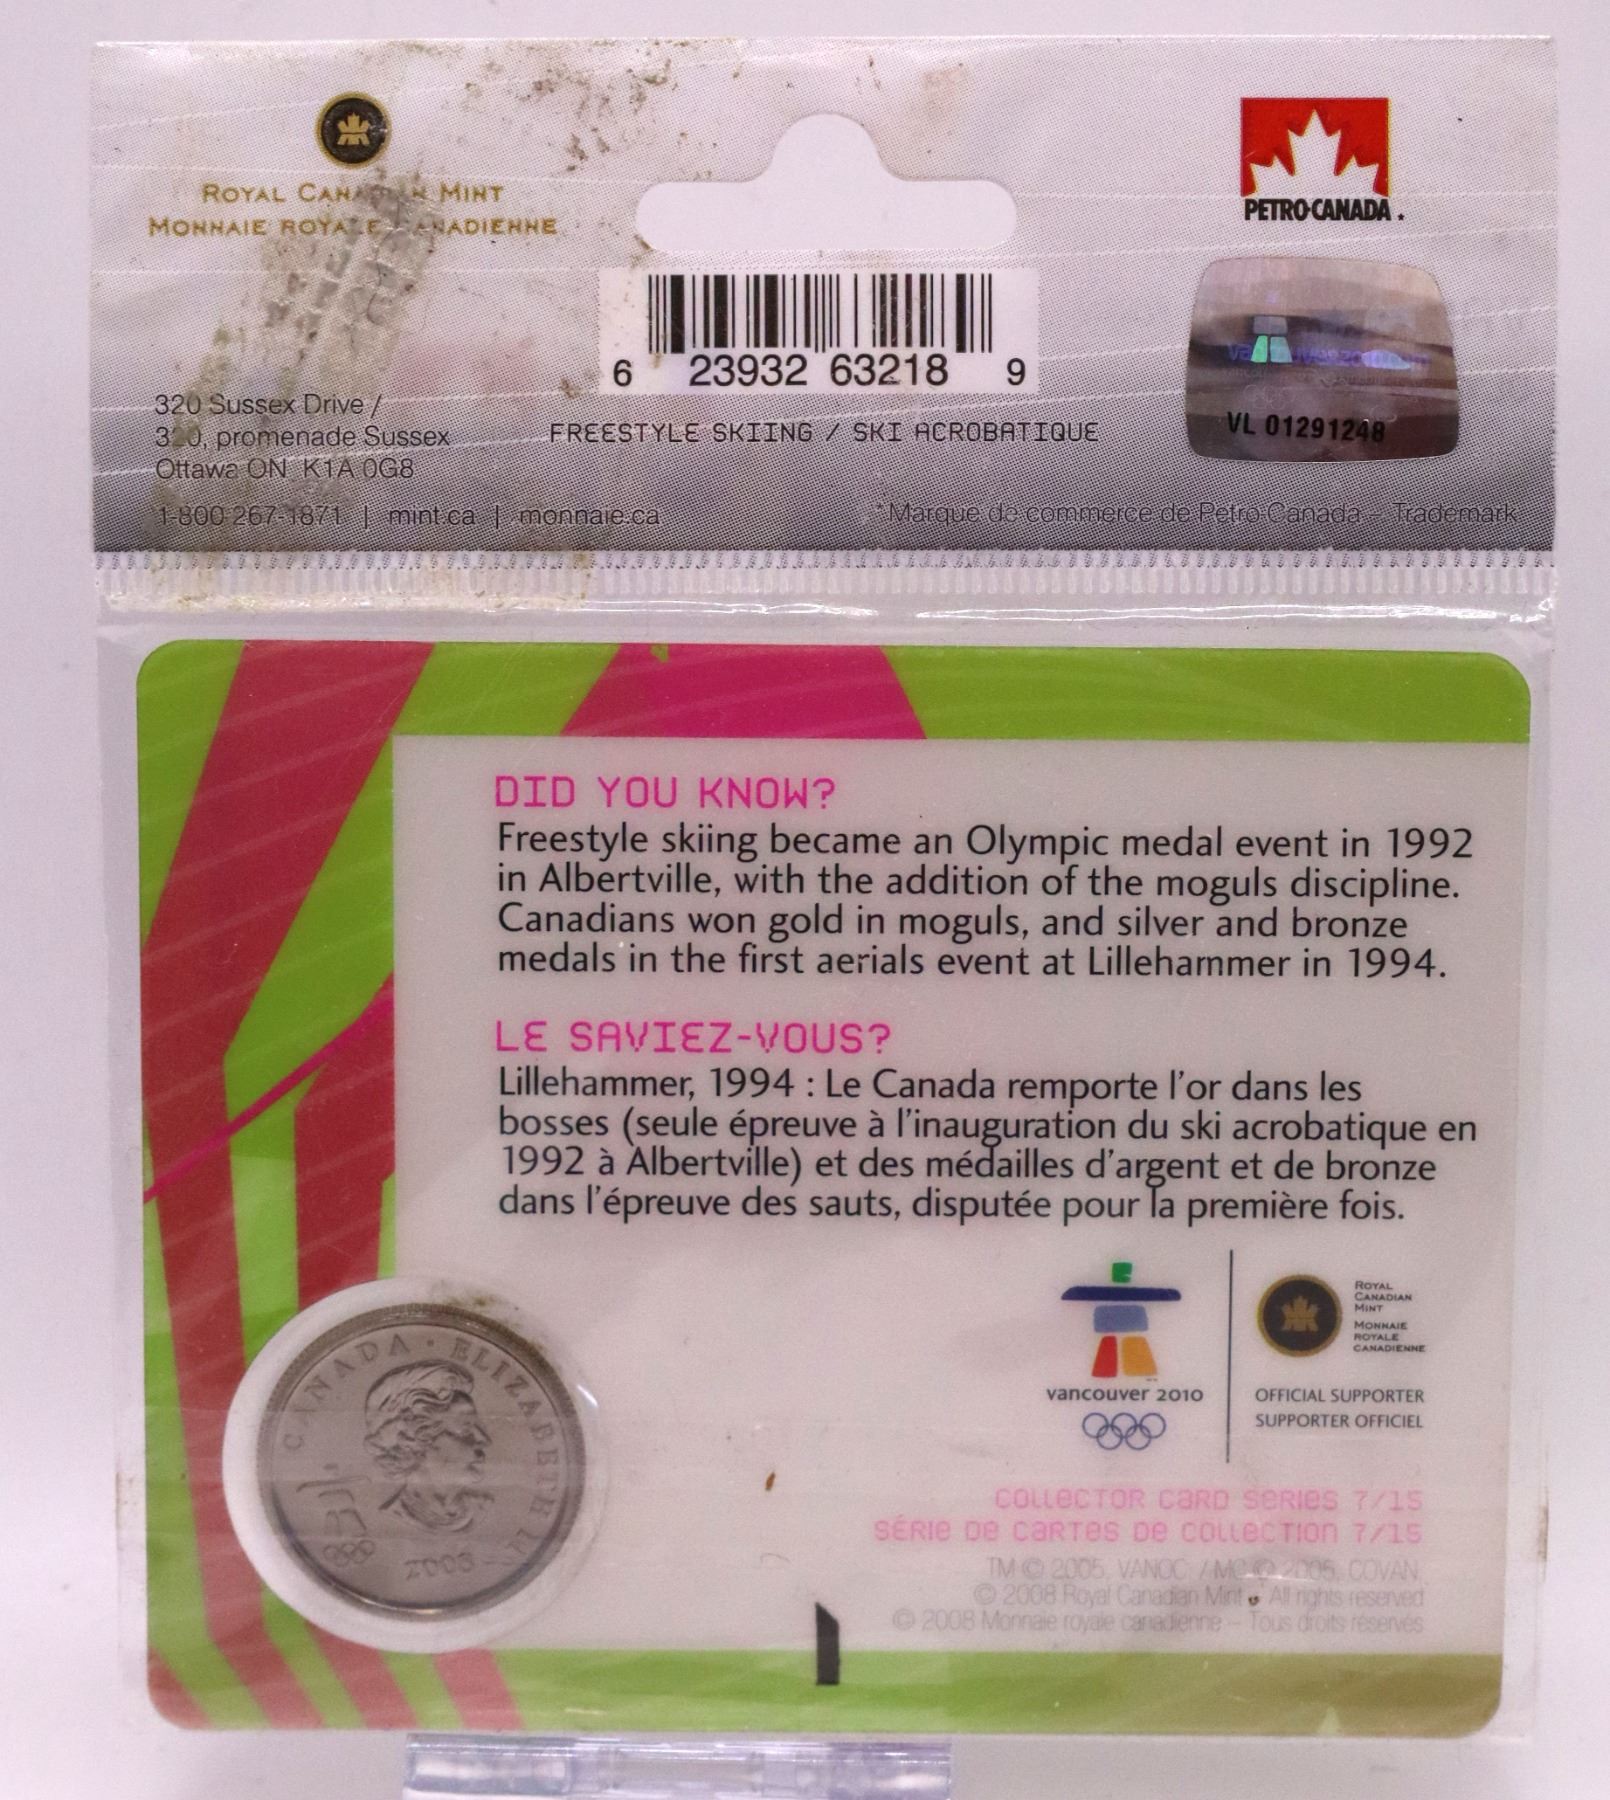 ROYAL CANADIAN MINT
MONNAIE ROYALE CANADIENNE
PETRO-CANADA.
6 23932 63218 9
VL 01291248
320 Sussex Drive /
320, promenade Sussex
Ottawa ON K1A 0G8
FREESTYLE SKIING / SKI ACROBATIQUE
1-800 267-1871 | mint.ca | monnaie.ca
*Marque de commerce de Petro-Canada – Trademark
DID YOU KNOW?
Freestyle skiing became an Olympic medal event in 1992
in Albertville, with the addition of the moguls discipline.
Canadians won gold in moguls, and silver and bronze
medals in the first aerials event at Lillehammer in 1994.
LE SAVIEZ-VOUS?
Lillehammer, 1994 : Le Canada remporte l'or dans les
bosses (seule épreuve à l'inauguration du ski acrobatique en
1992 à Albertville) et des médailles d'argent et de bronze
dans l'épreuve des sauts, disputée pour la première fois.
CANADA · ELIZABETH II
2008
vancouver 2010
ROYAL
CANADIAN
MINT
MONNAIE
ROYALE
CANADIENNE
OFFICIAL SUPPORTER
SUPPORTER OFFICIEL
COLLECTOR CARD SERIES 7/15
SÉRIE DE CARTES DE COLLECTION 7/15
TM © 2005, VANOC / MC © 2005, COVAN.
© 2008 Royal Canadian Mint – All rights reserved
© 2008 Monnaie royale canadienne – Tous droits réservés